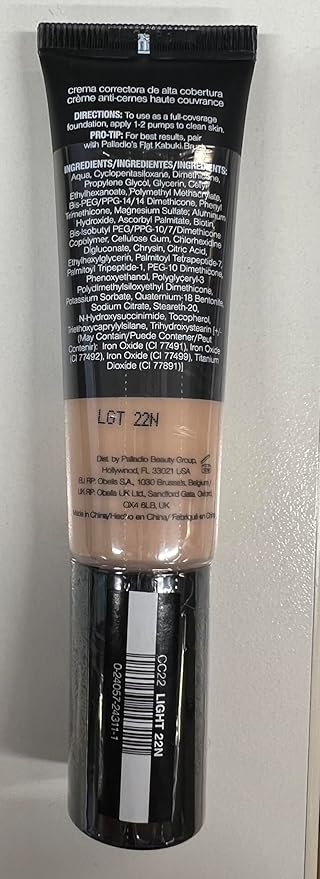 crema correctora de alta cobertura
crème anti-cernes haute couvrance
DIRECTIONS: To use as a full-coverage
foundation, apply 1-2 pumps to clean skin.
PRO-TIP: For best results, pair
with Palladio's Flat Kabuki Brush
INGREDIENTS/INGREDIENTES/INGRÉDIENTS:
Aqua, Cyclopentasiloxane, Dimethicone,
Propylene Glycol, Glycerin, Cetyl
Ethylhexanoate, Polymethyl Methacrylate,
Bis-PEG/PPG-14/14 Dimethicone, Phenyl
Trimethicone, Magnesium Sulfate; Aluminum
Hydroxide, Ascorbyl Palmitate, Biotin,
Bis-Isobutyl PEG/PPG-10/7/Dimethicone
Copolymer, Cellulose Gum, Chlorhexidine
Digluconate, Chrysin, Citric Acid,
Ethylhexylglycerin, Palmitoyl Tetrapeptide-7,
Palmitoyl Tripeptide-1, PEG-10 Dimethicone,
Phenoxyethanol, Polyglyceryl-3
Polydimethylsiloxyethyl Dimethicone,
Potassium Sorbate, Quaternium-18 Bentonite,
Sodium Citrate, Steareth-20,
N-Hydroxysuccinimide, Tocopherol,
Triethoxycaprylylsilane, Trihydroxystearin (+/-
(May Contain/Puede Contener/Peut
Contenir): Iron Oxide (CI 77491), Iron Oxide
(CI 77492), Iron Oxide (CI 77499), Titanium
Dioxide (CI 77891)]
LGT 22N
Dist. by Palladio Beauty Group,
Hollywood, FL 33021 USA
EU RP: Obelis S.A., 1030 Brussels, Belgium/
UK RP: Obelis UK Ltd., Sandford Gate, Oxford,
OX4 6LB, UK
Made in China/Hecho en China/ Fabriqué en China
CC22 LIGHT 22N
0-24057-24311-1